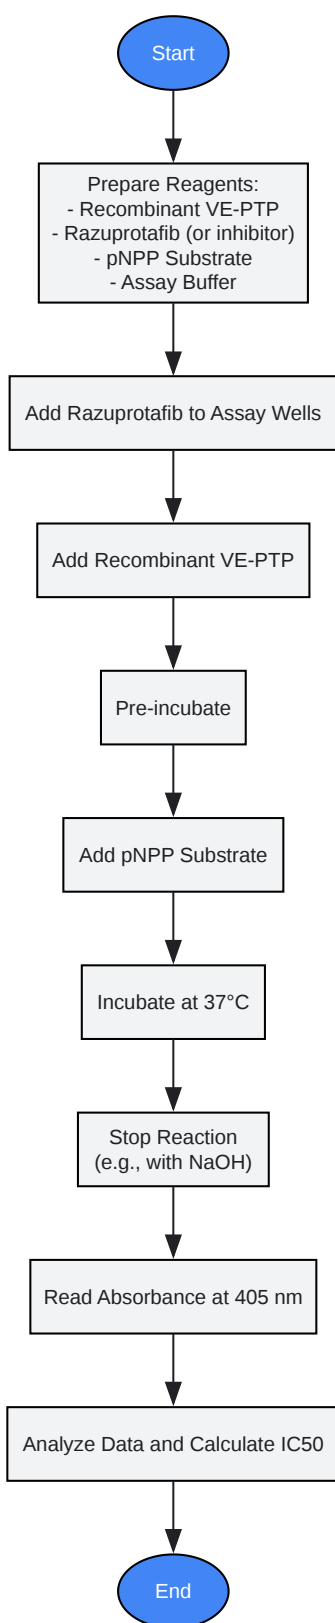 Start
Prepare Reagents:
- Recombinant VE-PTP
- Razuprotafib (or inhibitor)
- pNPP Substrate
- Assay Buffer
Add Razuprotafib to Assay Wells
Add Recombinant VE-PTP
Pre-incubate
Add pNPP Substrate
Incubate at 37°C
Stop Reaction
(e.g., with NaOH)
Read Absorbance at 405 nm
Analyze Data and Calculate IC50
End